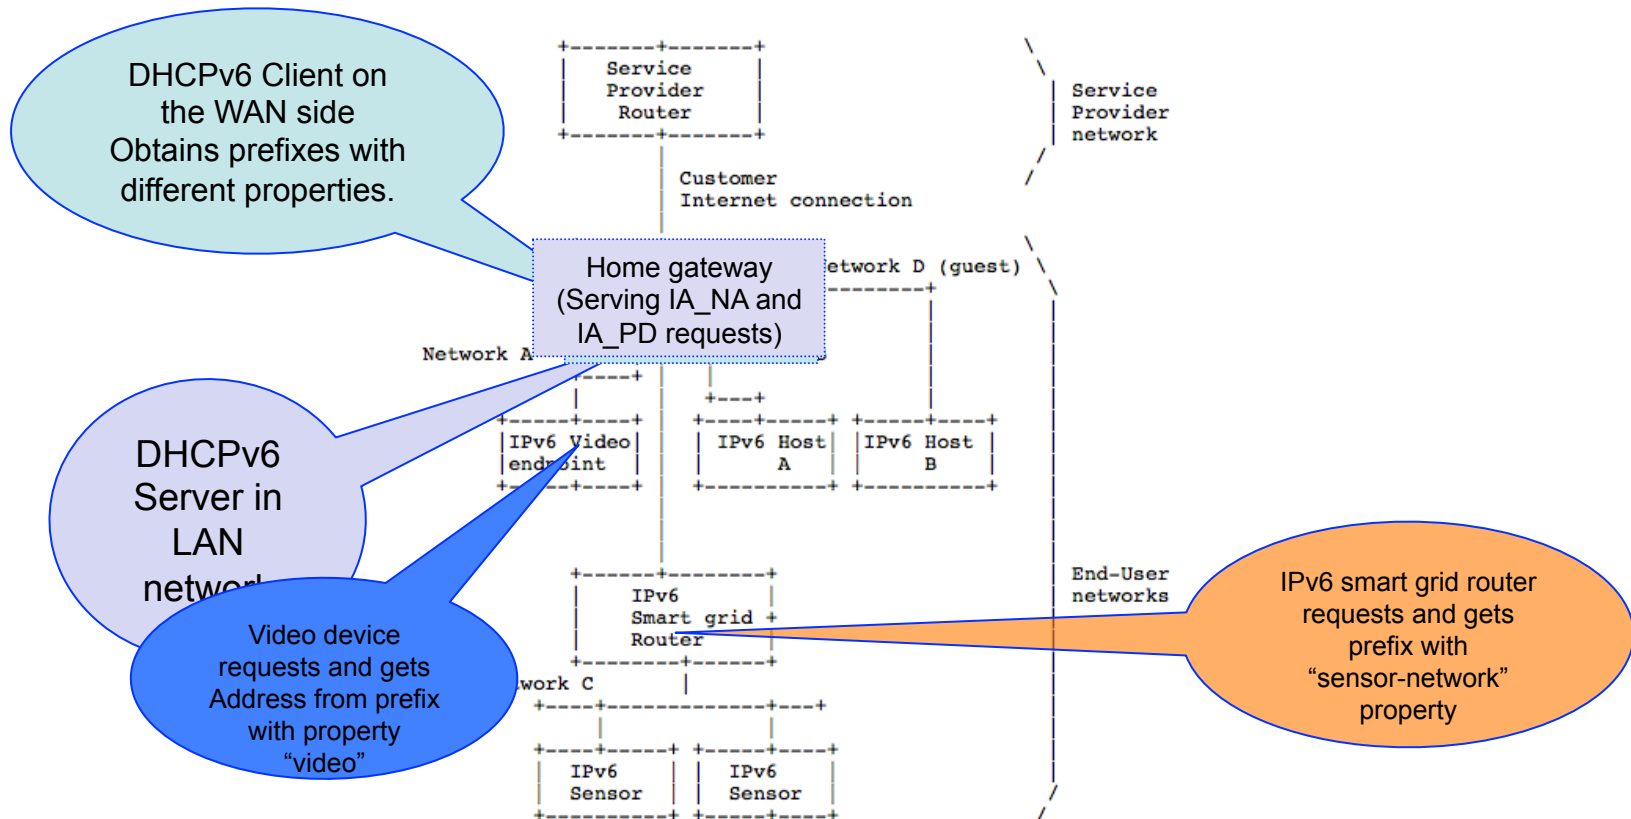 DHCPv6 Client on
the WAN side
Obtains prefixes with
different properties.
Service
Provider
Router
Service
Provider
network
Customer
Internet connection
Home gateway
(Serving IA_NA and
IA_PD requests)
etwork D (guest)
Network A
IPv6 Video
endpoint
IPv6 Host
A
IPv6 Host
B
DHCPv6
Server in
LAN
network
IPv6
Smart grid
Router
End-User
networks
IPv6 smart grid router
requests and gets
prefix with
“sensor-network”
property
Video device
requests and gets
Address from prefix
with property
“video”
work C
IPv6
Sensor
IPv6
Sensor